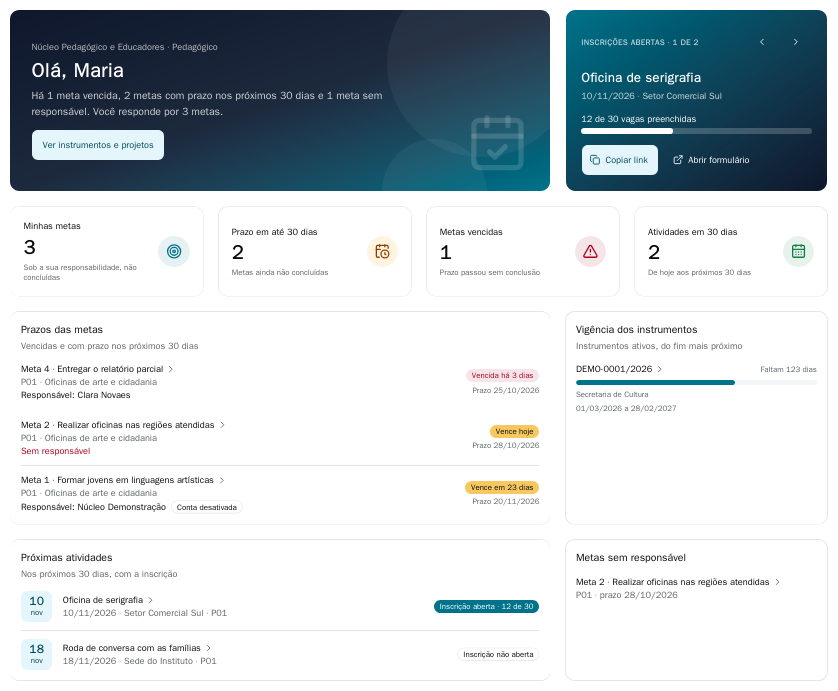 Núcleo Pedagógico e Educadores · Pedagógico
Olá, Maria
Há 1 meta vencida, 2 metas com prazo nos próximos 30 dias e 1 meta sem
responsável. Você responde por 3 metas.
Ver instrumentos e projetos
INSCRIÇÕES ABERTAS · 1 DE 2
Oficina de serigrafia
10/11/2026 · Setor Comercial Sul
12 de 30 vagas preenchidas
Copiar link
Abrir formulário
Minhas metas
3
Sob a sua responsabilidade, não
concluídas
Prazo em até 30 dias
2
Metas ainda não concluídas
Metas vencidas
1
Prazo passou sem conclusão
Atividades em 30 dias
2
De hoje aos próximos 30 dias
Prazos das metas
Vencidas e com prazo nos próximos 30 dias
Meta 4 · Entregar o relatório parcial
P01 · Oficinas de arte e cidadania
Responsável: Clara Novaes
Vencida há 3 dias
Prazo 25/10/2026
Meta 2 · Realizar oficinas nas regiões atendidas
P01 · Oficinas de arte e cidadania
Sem responsável
Vence hoje
Prazo 28/10/2026
Meta 1 · Formar jovens em linguagens artísticas
P01 · Oficinas de arte e cidadania
Responsável: Núcleo Demonstração Conta desativada
Vence em 23 dias
Prazo 20/11/2026
Vigência dos instrumentos
Instrumentos ativos, do fim mais próximo
DEMO-0001/2026
Faltam 123 dias
Secretaria de Cultura
01/03/2026 a 28/02/2027
Próximas atividades
Nos próximos 30 dias, com a inscrição
10
nov
Oficina de serigrafia
10/11/2026 · Setor Comercial Sul · P01
Inscrição aberta · 12 de 30
18
nov
Roda de conversa com as famílias
18/11/2026 · Sede do Instituto · P01
Inscrição não aberta
Metas sem responsável
Meta 2 · Realizar oficinas nas regiões atendidas
P01 · prazo 28/10/2026